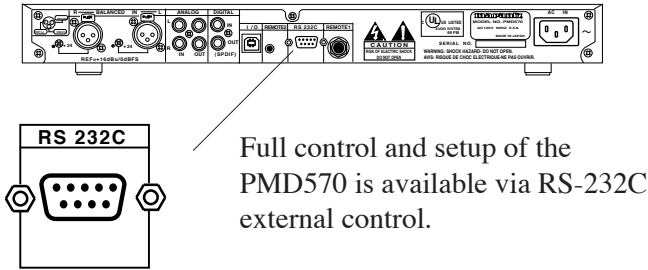 R BALANCED IN L
ANALOG
DIGITAL
L
IN
I / O
REMOTE2
RS 232C
REMOTE1
OUT
R
IN OUT
(SPDIF)
REF=+16dBu/0dBFS
CAUTION
RISK OF ELECTRIC SHOCK
DO NOT OPEN
C UL US LISTED
marantz
MODEL NO. PMD570
MADE IN JAPAN
SERIAL NO.
WARNING: SHOCK HAZARD- DO NOT OPEN.
AVIS: RISQUE DE CHOC ELECTRIQUE-NE PAS OUVRIR.
AC IN
RS 232C
Full control and setup of the
PMD570 is available via RS-232C
external control.